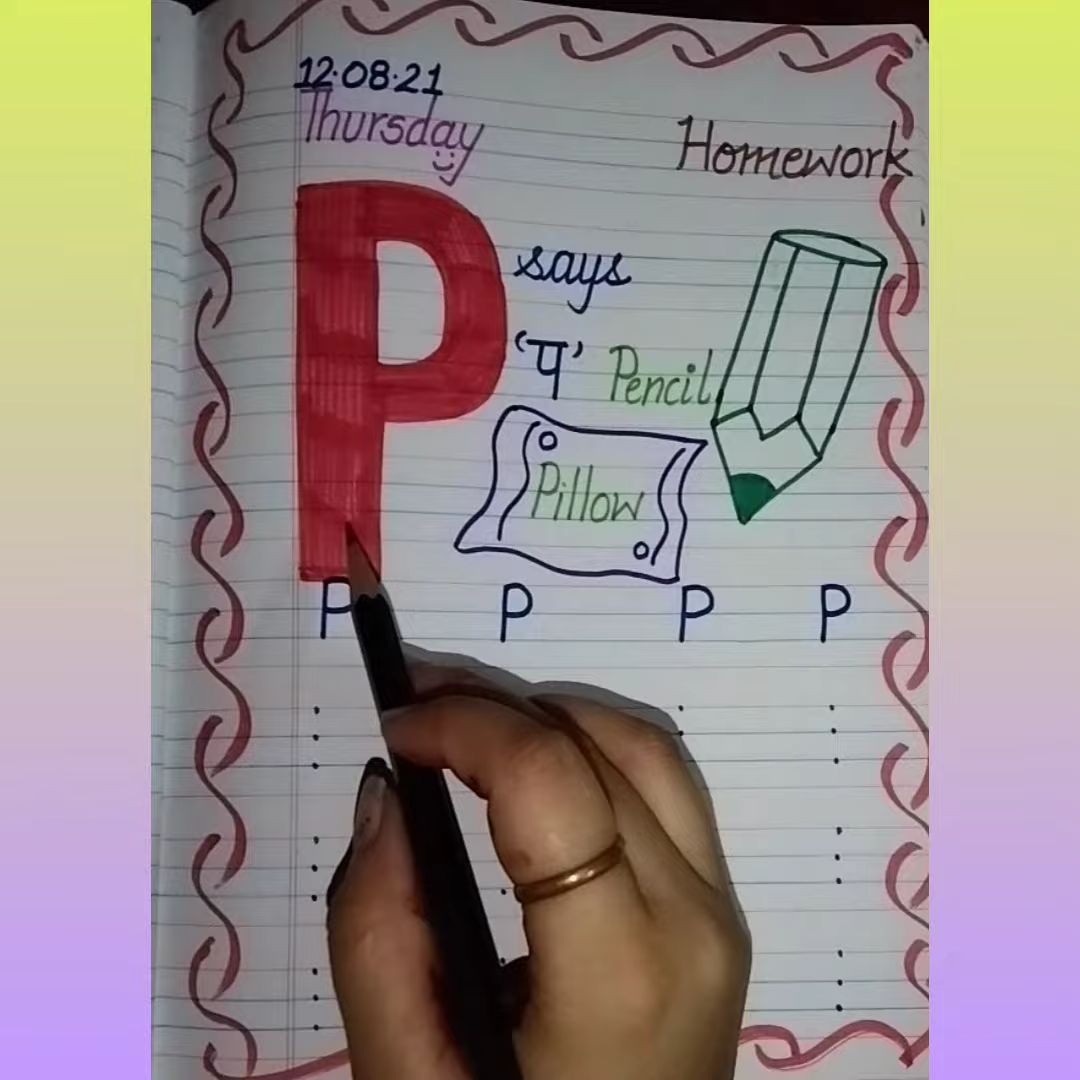 12.08.21
Thursday
Homework
P says
'प' Pencil
Pillow
P P P P